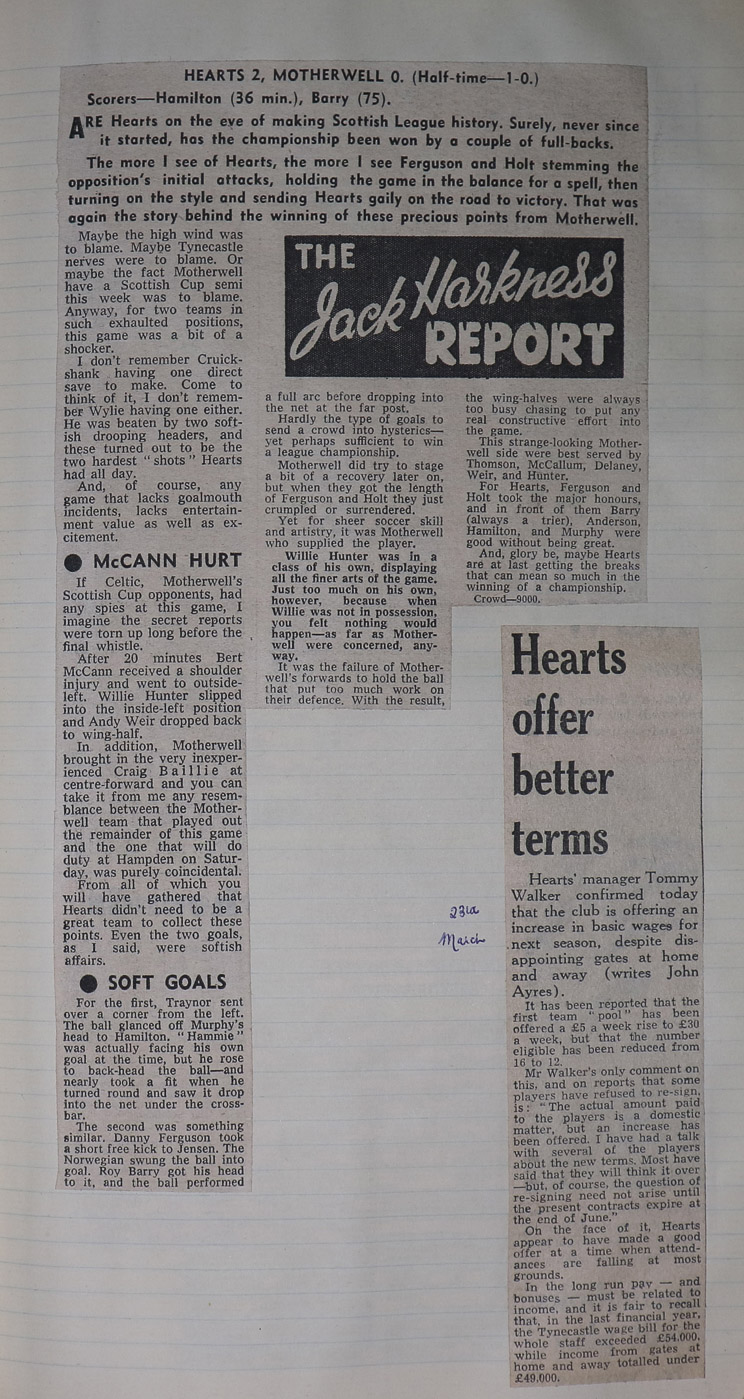 HEARTS 2, MOTHERWELL 0. (Half-time—1-0.)
Scorers—Hamilton (36 min.), Barry (75).
ARE Hearts on the eve of making Scottish League history. Surely, never since
it started, has the championship been won by a couple of full-backs.
The more I see of Hearts, the more I see Ferguson and Holt stemming the
opposition's initial attacks, holding the game in the balance for a spell, then
turning on the style and sending Hearts gaily on the road to victory. That was
again the story behind the winning of these precious points from Motherwell.
THE
Jack Harkness
REPORT
Maybe the high wind was
to blame. Maybe Tynecastle
nerves were to blame. Or
maybe the fact Motherwell
have a Scottish Cup semi
this week was to blame.
Anyway, for two teams in
such exhaulted positions,
this game was a bit of a
shocker.
I don't remember Cruick-
shank having one direct
save to make. Come to
think of it, I don't remem-
ber Wylie having one either.
He was beaten by two soft-
ish drooping headers, and
these turned out to be the
two hardest "shots" Hearts
had all day.
And, of course, any
game that lacks goalmouth
incidents, lacks entertain-
ment value as well as ex-
citement.
● McCANN HURT
If Celtic, Motherwell's
Scottish Cup opponents, had
any spies at this game, I
imagine the secret reports
were torn up long before the
final whistle.
After 20 minutes Bert
McCann received a shoulder
injury and went to outside-
left. Willie Hunter slipped
into the inside-left position
and Andy Weir dropped back
to wing-half.
In addition, Motherwell
brought in the very inexper-
ienced Craig Baillie at
centre-forward and you can
take it from me any resem-
blance between the Mother-
well team that played out
the remainder of this game
and the one that will do
duty at Hampden on Satur-
day, was purely coincidental.
From all of which you
will have gathered that
Hearts didn't need to be a
great team to collect these
points. Even the two goals,
as I said, were softish
affairs.
● SOFT GOALS
For the first, Traynor sent
over a corner from the left.
The ball glanced off Murphy's
head to Hamilton. "Hammie"
was actually facing his own
goal at the time, but he rose
to back-head the ball—and
nearly took a fit when he
turned round and saw it drop
into the net under the cross-
bar.
The second was something
similar. Danny Ferguson took
a short free kick to Jensen. The
Norwegian swung the ball into
goal. Roy Barry got his head
to it, and the ball performed
a full arc before dropping into
the net at the far post.
Hardly the type of goals to
send a crowd into hysterics—
yet perhaps sufficient to win
a league championship.
Motherwell did try to stage
a bit of a recovery later on,
but when they got the length
of Ferguson and Holt they just
crumpled or surrendered.
Yet for sheer soccer skill
and artistry, it was Motherwell
who supplied the player.
Willie Hunter was in a
class of his own, displaying
all the finer arts of the game.
Just too much on his own,
however, because when
Willie was not in possession,
you felt nothing would
happen—as far as Mother-
well were concerned, any-
way.
It was the failure of Mother-
well's forwards to hold the ball
that put too much work on
their defence. With the result,
the wing-halves were always
too busy chasing to put any
real constructive effort into
the game.
This strange-looking Mother-
well side were best served by
Thomson, McCallum, Delaney,
Weir, and Hunter.
For Hearts, Ferguson and
Holt took the major honours,
and in front of them Barry
(always a trier), Anderson,
Hamilton, and Murphy were
good without being great.
And, glory be, maybe Hearts
are at last getting the breaks
that can mean so much in the
winning of a championship.
Crowd—9000.
23rd
March
Hearts
offer
better
terms
Hearts' manager Tommy
Walker confirmed today
that the club is offering an
increase in basic wages for
next season, despite dis-
appointing gates at home
and away (writes John
Ayres).
It has been reported that the
first team "pool" has been
offered a £5 a week rise to £30
a week, but that the number
eligible has been reduced from
16 to 12.
Mr Walker's only comment on
this, and on reports that some
players have refused to re-sign,
is: "The actual amount paid
to the players is a domestic
matter, but an increase has
been offered. I have had a talk
with several of the players
about the new terms. Most have
said that they will think it over
—but, of course, the question of
re-signing need not arise until
the present contracts expire at
the end of June."
On the face of it, Hearts
appear to have made a good
offer at a time when attend-
ances are falling at most
grounds.
In the long run pay — and
bonuses — must be related to
income, and it is fair to recall
that, in the last financial year,
the Tynecastle wage bill for the
whole staff exceeded £54,000,
while income from gates at
home and away totalled under
£49,000.